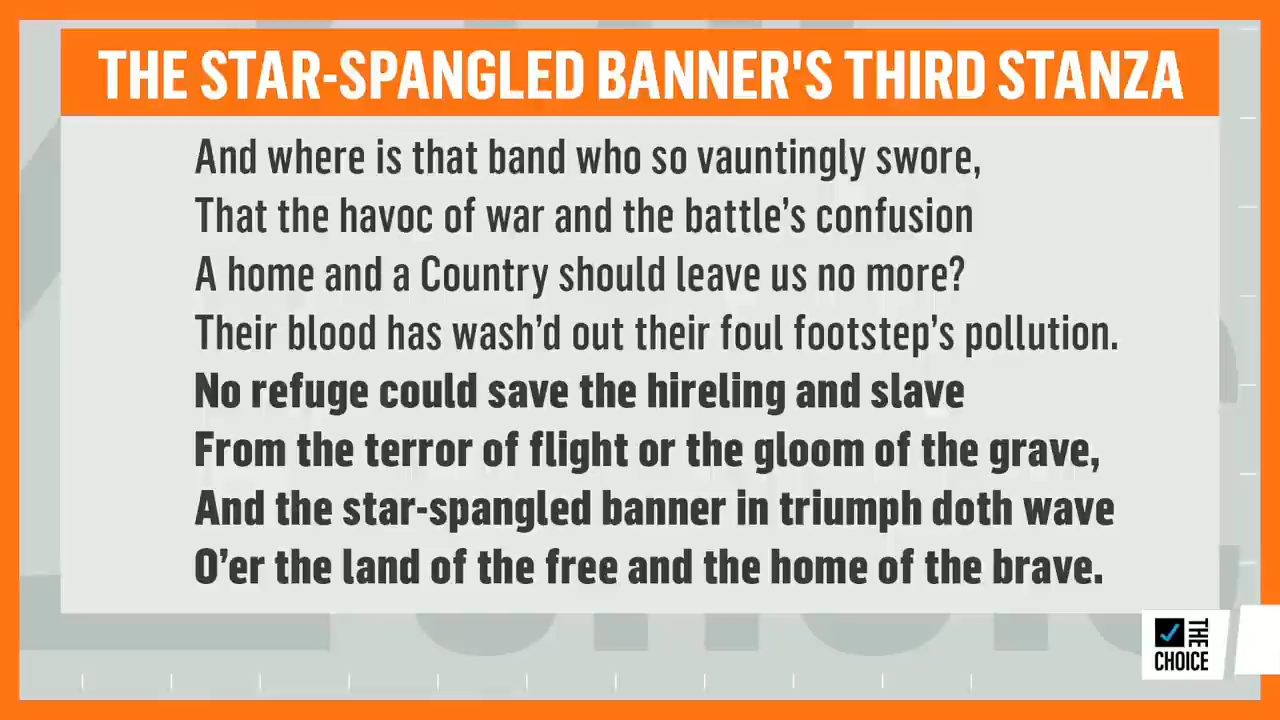 THE STAR-SPANGLED BANNER'S THIRD STANZA
And where is that band who so vauntingly swore,
That the havoc of war and the battle’s confusion
A home and a Country should leave us no more?
Their blood has wash’d out their foul footstep’s pollution.
No refuge could save the hireling and slave
From the terror of flight or the gloom of the grave,
And the star-spangled banner in triumph doth wave
O’er the land of the free and the home of the brave.
THE
CHOICE